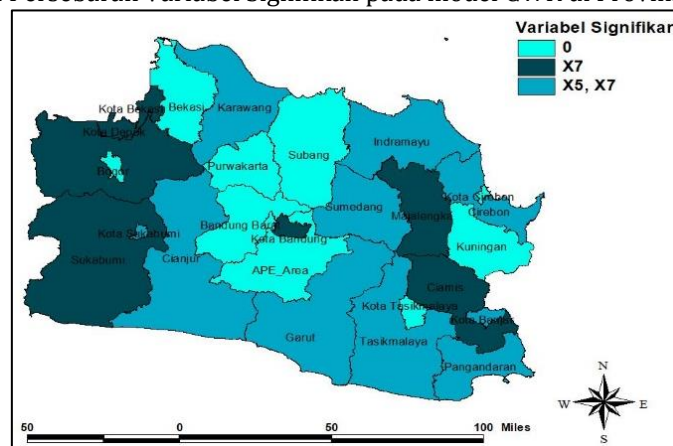 Variabel Signifikan
0
X7
X5, X7
Kota Bekasi
Bekasi
Karawang
Kota Depok
Bogor
Purwakarta
Subang
Indramayu
Kota Cirebon
Cirebon
Sumedang
Majalengka
Bandung Barat
Kota Bandung
Kuningan
Kota Sukabumi
Cianjur
Sukabumi
APE_Area
Ciamis
Kota Tasikmalaya
Kota Banjar
Garut
Tasikmalaya
Pangandaran
N
W E
S
50 0 50 100 Miles